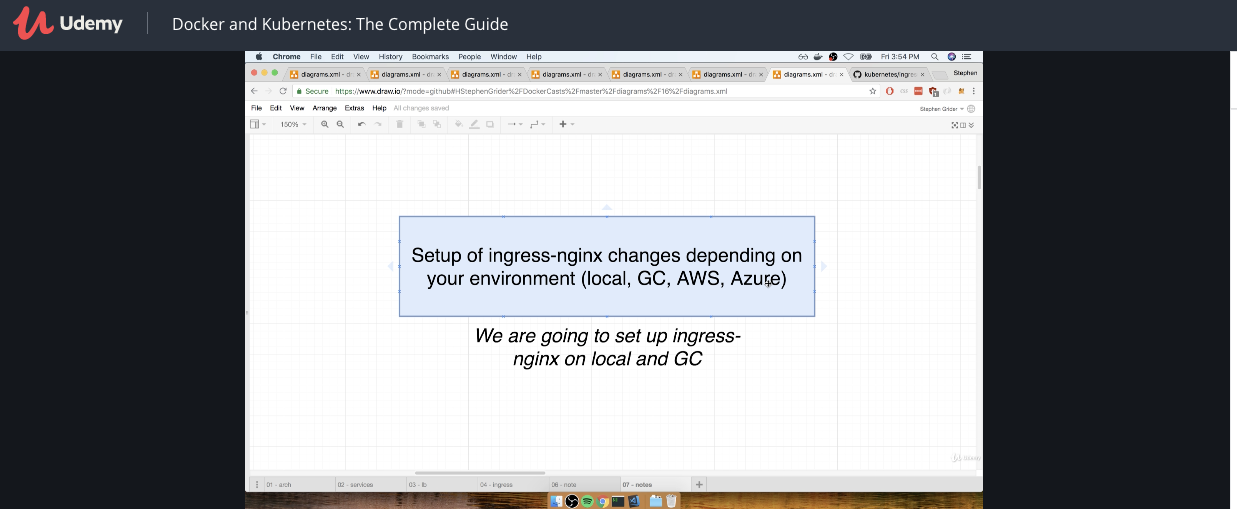 Udemy
Docker and Kubernetes: The Complete Guide
Chrome File Edit View History Bookmarks People Window Help
Fri 3:54 PM
diagrams.xml - diagrams.xml - diagrams.xml - diagrams.xml - diagrams.xml - diagrams.xml - diagrams.xml - kubernetes/ingres Stephen
Secure https://www.draw.io/?mode=github#HStephenGrider%2FDockerCasts%2Fmaster%2Fdiagrams%2F16%2Fdiagrams.xml
File Edit View Arrange Extras Help All changes saved
Stephen Grider
150%
Setup of ingress-nginx changes depending on
your environment (local, GC, AWS, Azure)
We are going to set up ingress-
nginx on local and GC
01 - arch 02 - services 03 - lb 04 - ingress 06 - note 07 - notes